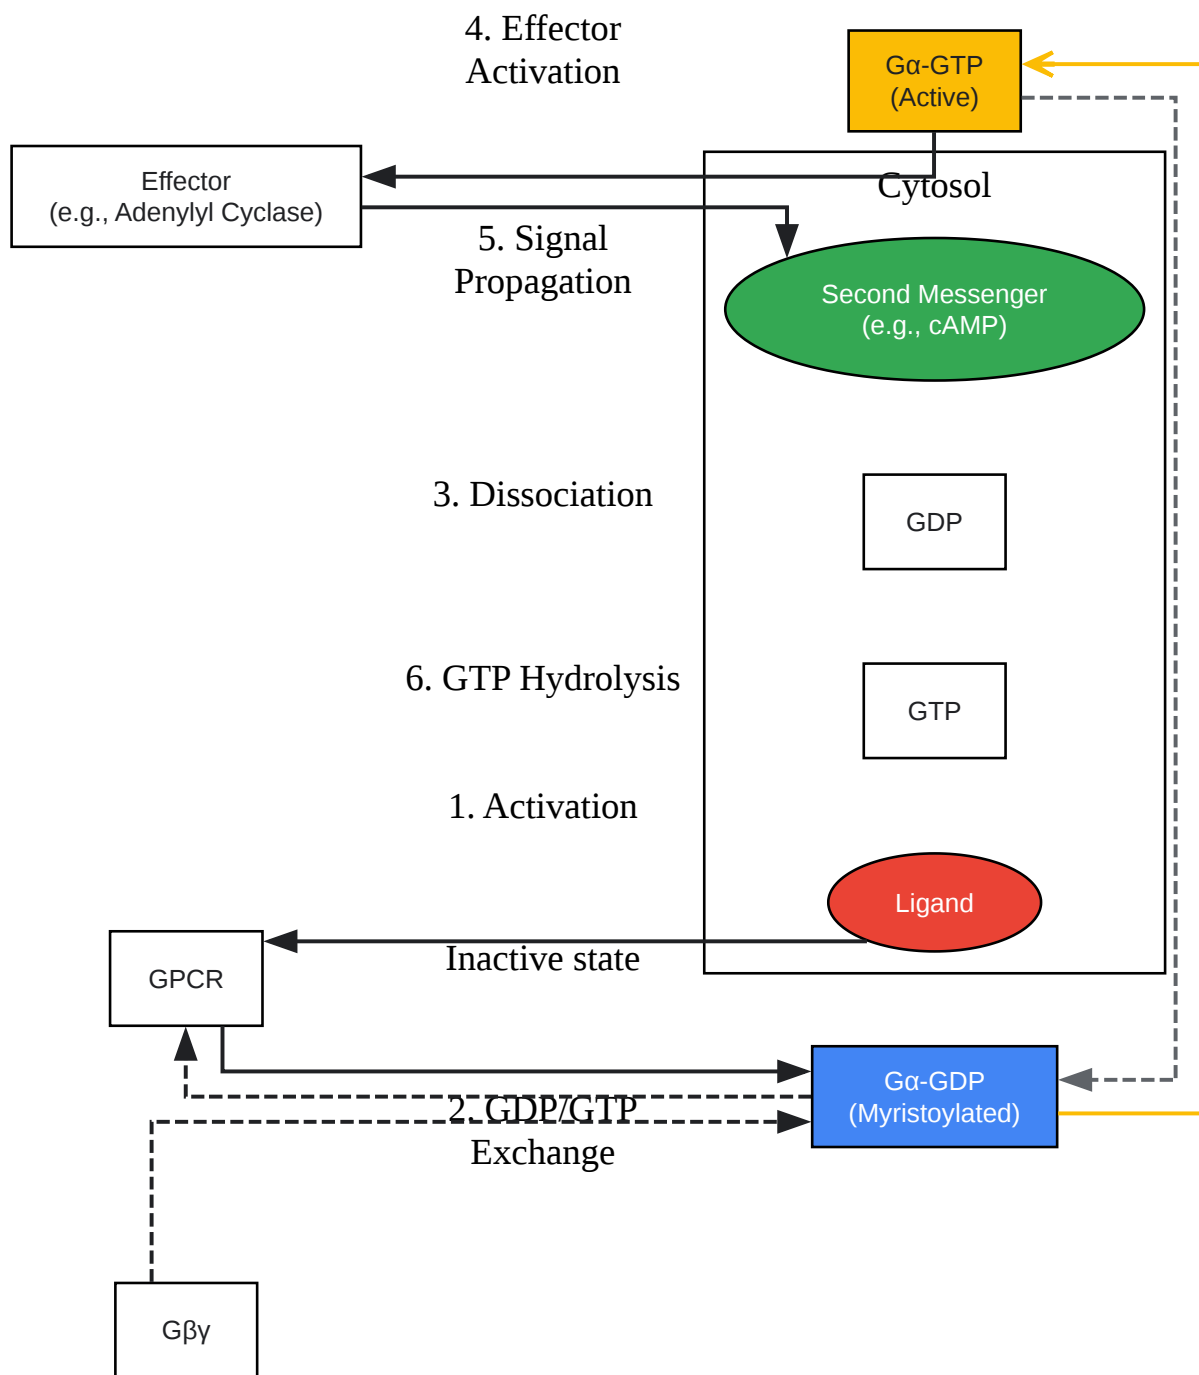 4. Effector
Activation
Gα-GTP
(Active)
Effector
(e.g., Adenylyl Cyclase)
Cytosol
5. Signal
Propagation
Second Messenger
(e.g., cAMP)
3. Dissociation
GDP
6. GTP Hydrolysis
GTP
1. Activation
Ligand
Inactive state
GPCR
Gα-GDP
(Myristoylated)
2. GDP/GTP
Exchange
Gβγ